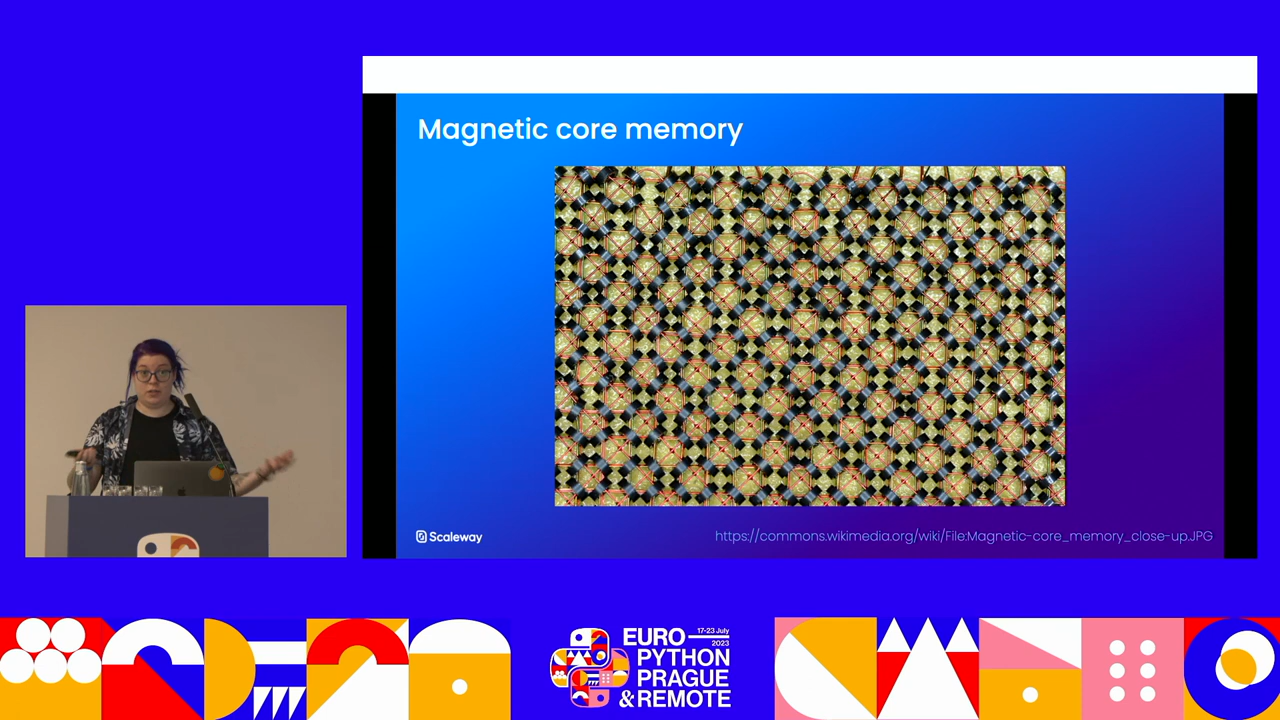 Magnetic core memory
Scaleway
https://commons.wikimedia.org/wiki/File:Magnetic-core_memory_close-up.JPG
EURO
17-23 July
2023
PYTHON
PRAGUE
& REMOTE